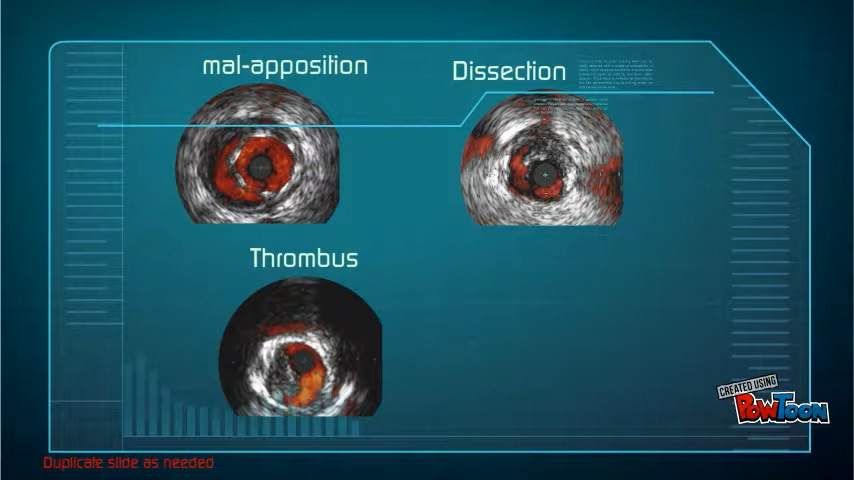 mal-apposition
Dissection
Thrombus
CREATED USING
POWTOON
Duplicate slide as needed